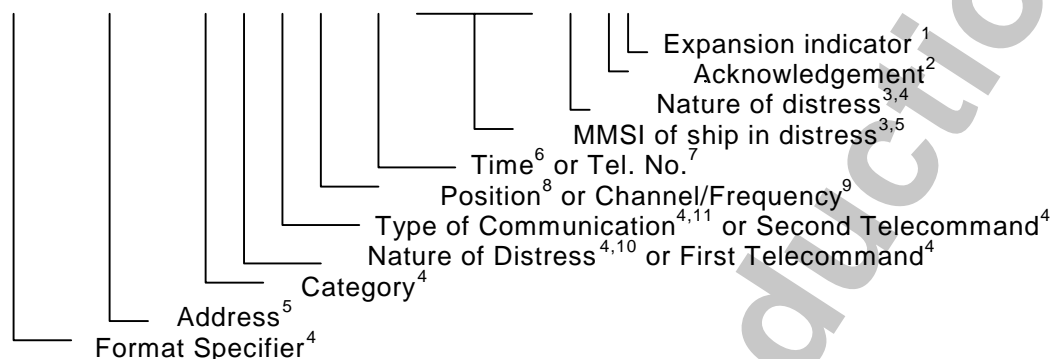 Expansion indicator 1
Acknowledgement2
Nature of distress3,4
MMSI of ship in distress3,5
Time6 or Tel. No.7
Position8 or Channel/Frequency9
Type of Communication4,11 or Second Telecommand4
Nature of Distress4,10 or First Telecommand4
Category4
Address5
Format Specifier4
ductio